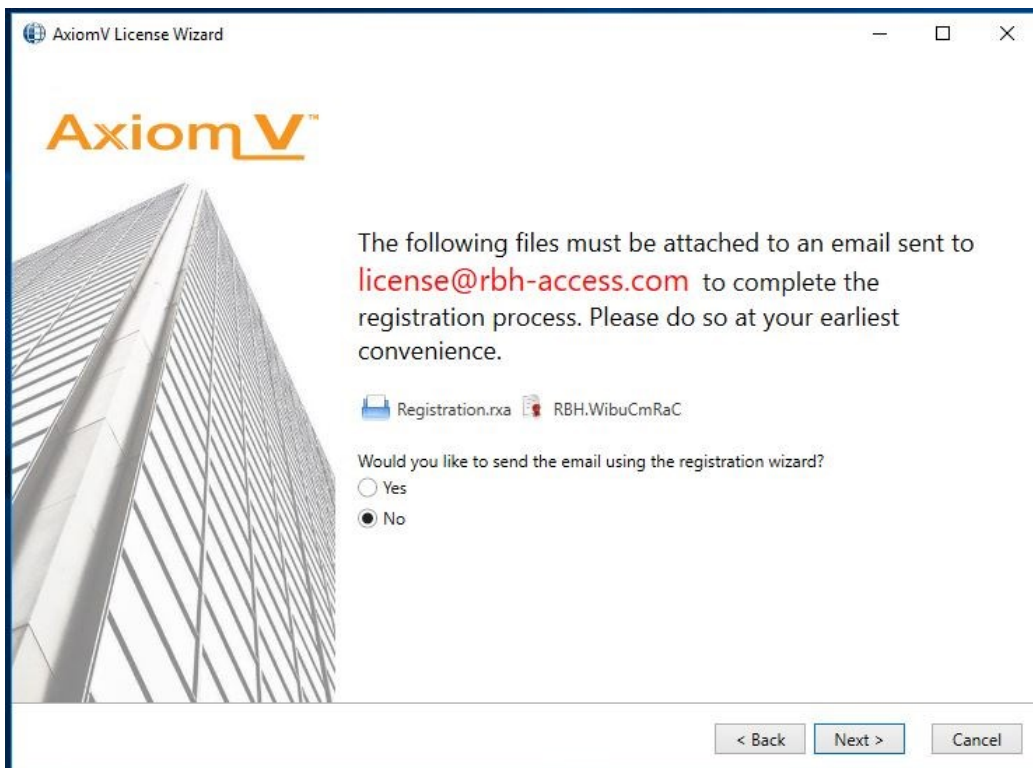 AxiomV License Wizard
Axiom V™
The following files must be attached to an email sent to
license@rbh-access.com to complete the
registration process. Please do so at your earliest
convenience.
Registration.rxa RBH.WibuCmRaC
Would you like to send the email using the registration wizard?
Yes
No
< Back Next > Cancel